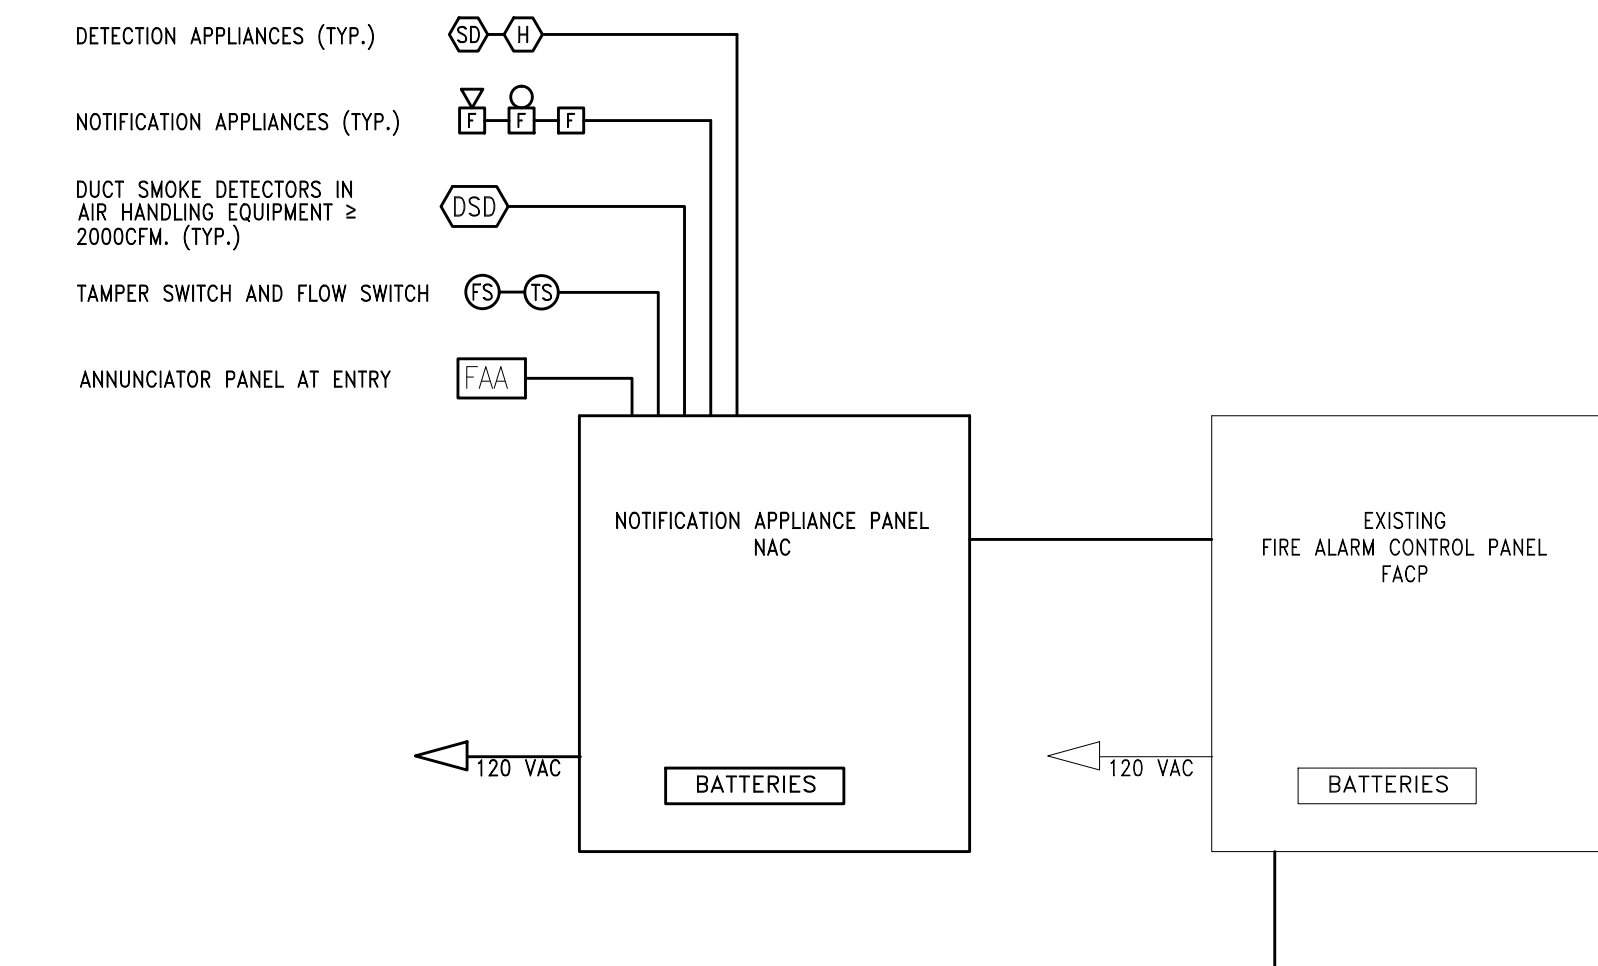 DETECTION APPLIANCES (TYP.)
SD H
NOTIFICATION APPLIANCES (TYP.)
F F F
DUCT SMOKE DETECTORS IN
AIR HANDLING EQUIPMENT ≥
2000CFM. (TYP.)
DSD
TAMPER SWITCH AND FLOW SWITCH
FS TS
ANNUNCIATOR PANEL AT ENTRY
FAA
NOTIFICATION APPLIANCE PANEL
NAC
120 VAC
BATTERIES
EXISTING
FIRE ALARM CONTROL PANEL
FACP
120 VAC
BATTERIES